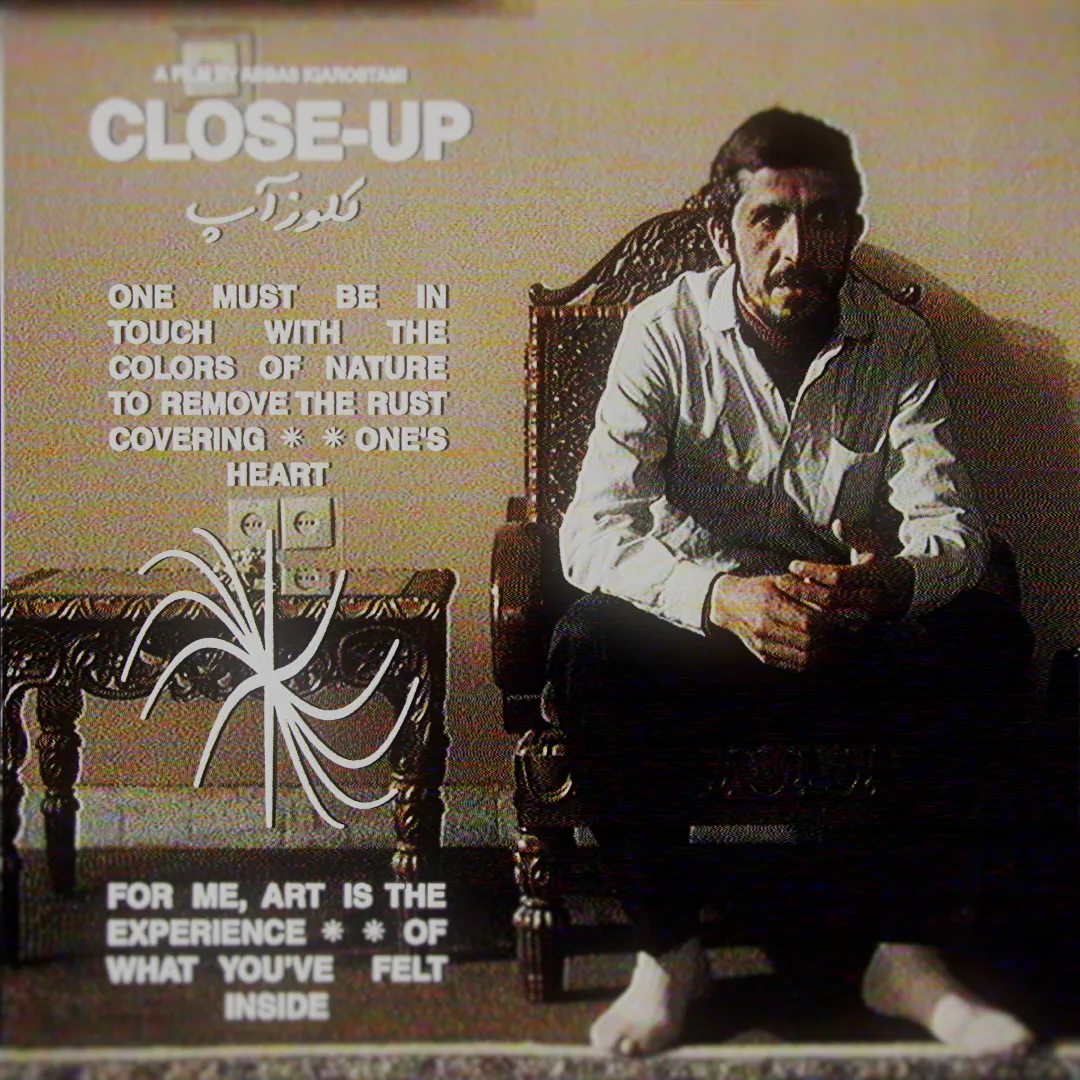 A FILM BY ABBAS KIAROSTAMI
CLOSE-UP
کلوزآپ
ONE MUST BE IN
TOUCH WITH THE
COLORS OF NATURE
TO REMOVE THE RUST
COVERING ✳ ✳ ONE'S
HEART
FOR ME, ART IS THE
EXPERIENCE ✳ ✳ OF
WHAT YOU'VE FELT
INSIDE